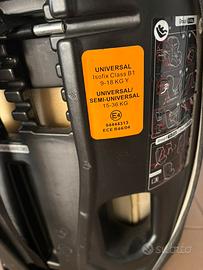 UNIVERSAL
Isofix Class B1
9-18 KG Y
UNIVERSAL/
SEMI-UNIVERSAL
15-36 KG
E4
04444313
ECE R44/04
subito